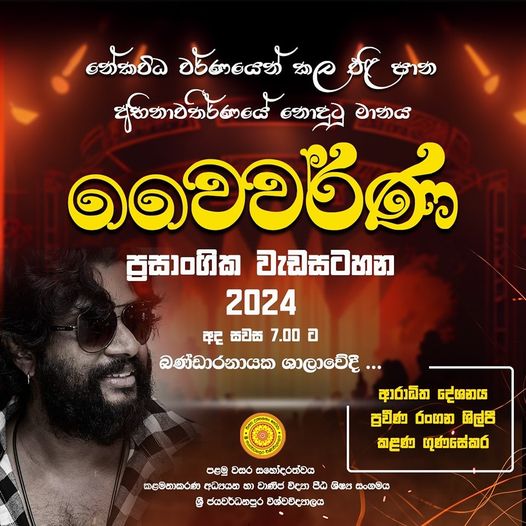 නේකවිධ වර්ණයෙන් කල එළි පාන
අභිනාවතීර්ණයේ නොදුටු මානය
වෛවර්ණ
ප්‍රසාංගික වැඩසටහන
2024
අද සවස 7.00 ට
බණ්ඩාරනායක ශාලාවේදී ...
ආරාධිත දේශනය
ප්‍රවීණ රංගන ශිල්පී
කළණ ගුණසේකර
පළමු වසර සහෝදරත්වය
කළමනාකරණ අධ්‍යයන හා වාණිජ විද්‍යා පීඨ ශිෂ්‍ය සංගමය
ශ්‍රී ජයවර්ධනපුර විශ්වවිද්‍යාලය